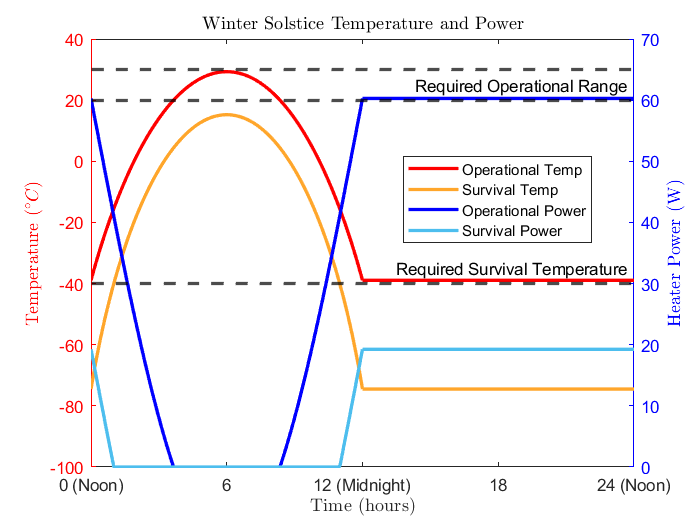 Winter Solstice Temperature and Power
40
20
0
-20
-40
-60
-80
-100
Temperature (°C)
70
60
50
40
30
20
10
0
Heater Power (W)
Required Operational Range
Operational Temp
Survival Temp
Operational Power
Survival Power
Required Survival Temperature
0 (Noon) 6 12 (Midnight) 18 24 (Noon)
Time (hours)